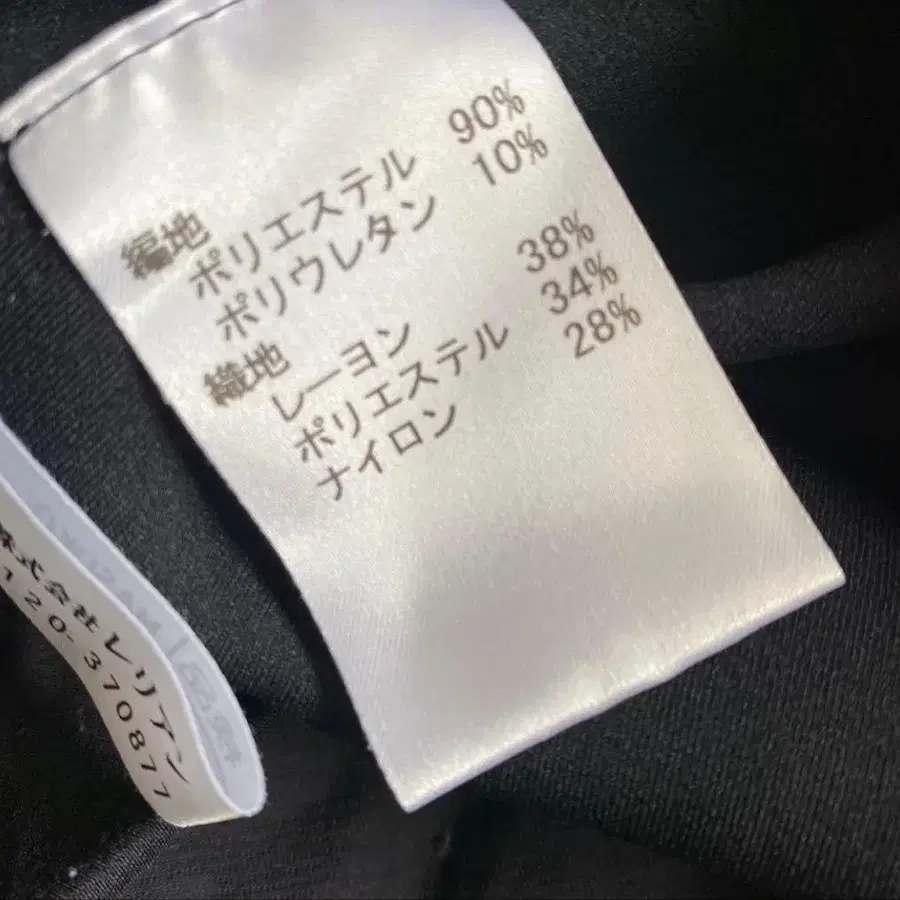 編地
ポリエステル 90%
ポリウレタン 10%
織地
レーヨン 38%
ポリエステル 34%
ナイロン 28%
株式会社レリアン
120-370877